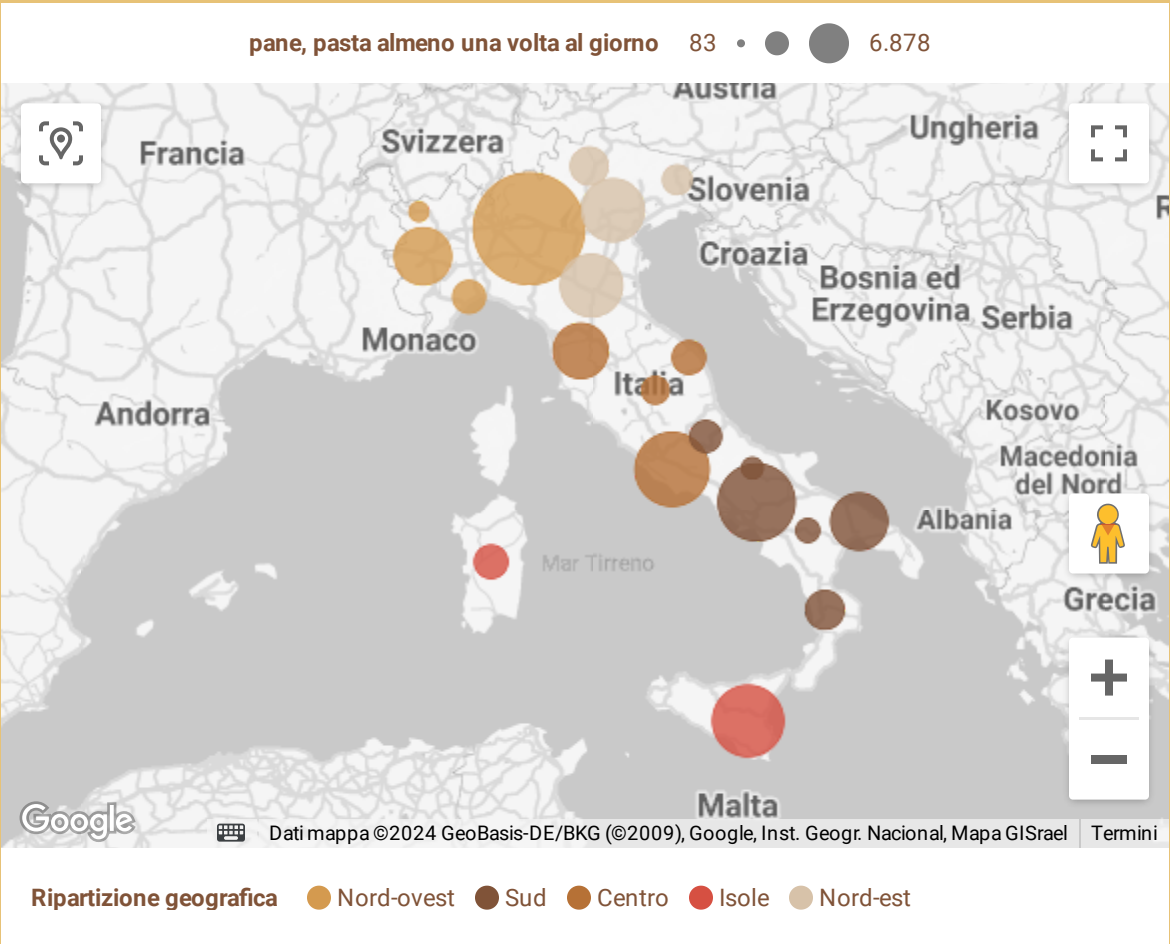 pane, pasta almeno una volta al giorno 83 6.878
Austria
Ungheria
Svizzera
Francia
Slovenia
R
Croazia
Bosnia ed
Erzegovina
Serbia
Monaco
Italia
Kosovo
Andorra
Macedonia
del Nord
Albania
Mar Tirreno
Grecia
Malta
Google
Dati mappa ©2024 GeoBasis-DE/BKG (©2009), Google, Inst. Geogr. Nacional, Mapa GISrael Termini
Ripartizione geografica Nord-ovest Sud Centro Isole Nord-est